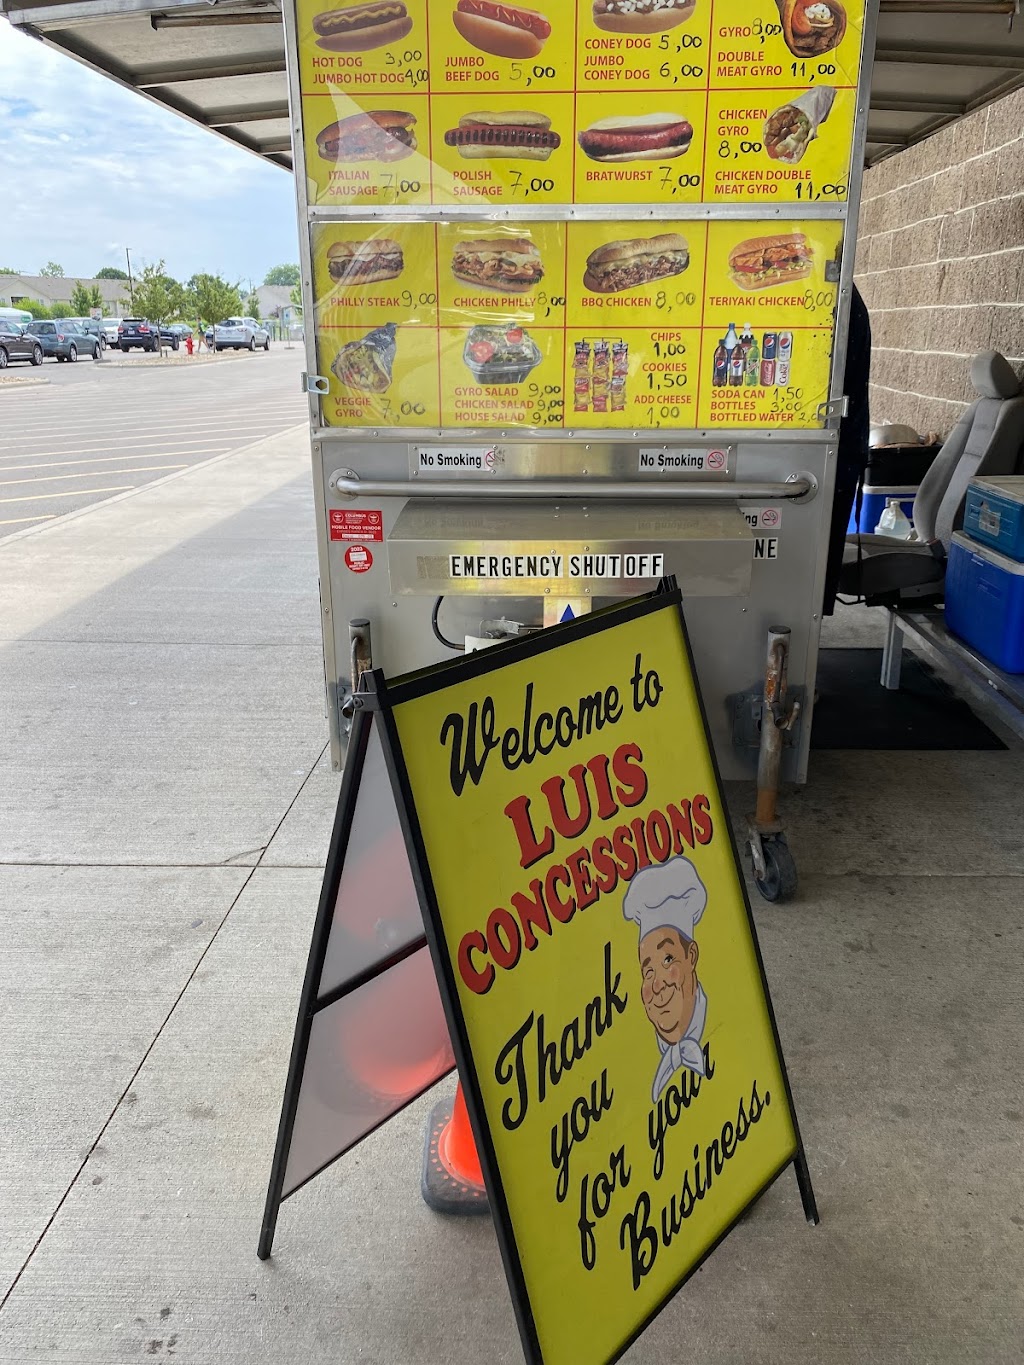 HOT DOG 3,00
JUMBO HOT DOG 4,00
JUMBO
BEEF DOG 5,00
CONEY DOG 5,00
JUMBO
CONEY DOG 6,00
GYRO 8,00
DOUBLE
MEAT GYRO 11,00
ITALIAN
SAUSAGE 7,00
POLISH
SAUSAGE 7,00
BRATWURST 7,00
CHICKEN
GYRO
8,00
CHICKEN DOUBLE
MEAT GYRO 11,00
PHILLY STEAK 9,00
CHICKEN PHILLY 8,00
BBQ CHICKEN 8,00
TERIYAKI CHICKEN 8,00
VEGGIE
GYRO 7,00
GYRO SALAD 9,00
CHICKEN SALAD 9,00
HOUSE SALAD 9,00
CHIPS
1,00
COOKIES
1,50
ADD CHEESE
1,00
SODA CAN 1,50
BOTTLES 3,00
BOTTLED WATER
No Smoking
No Smoking
COLUMBUS
MOBILE FOOD VENDOR
2023
EMERGENCY SHUTOFF
Welcome to
LUIS
CONCESSIONS
Thank
you
for your
Business.